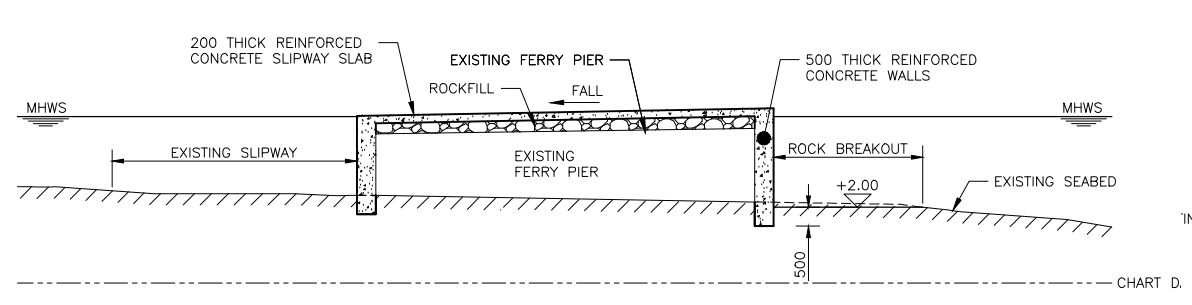 200 THICK REINFORCED
CONCRETE SLIPWAY SLAB
EXISTING FERRY PIER
500 THICK REINFORCED
CONCRETE WALLS
ROCKFILL
FALL
MHWS
MHWS
EXISTING SLIPWAY
EXISTING
FERRY PIER
ROCK BREAKOUT
+2.00
EXISTING SEABED
500
CHART